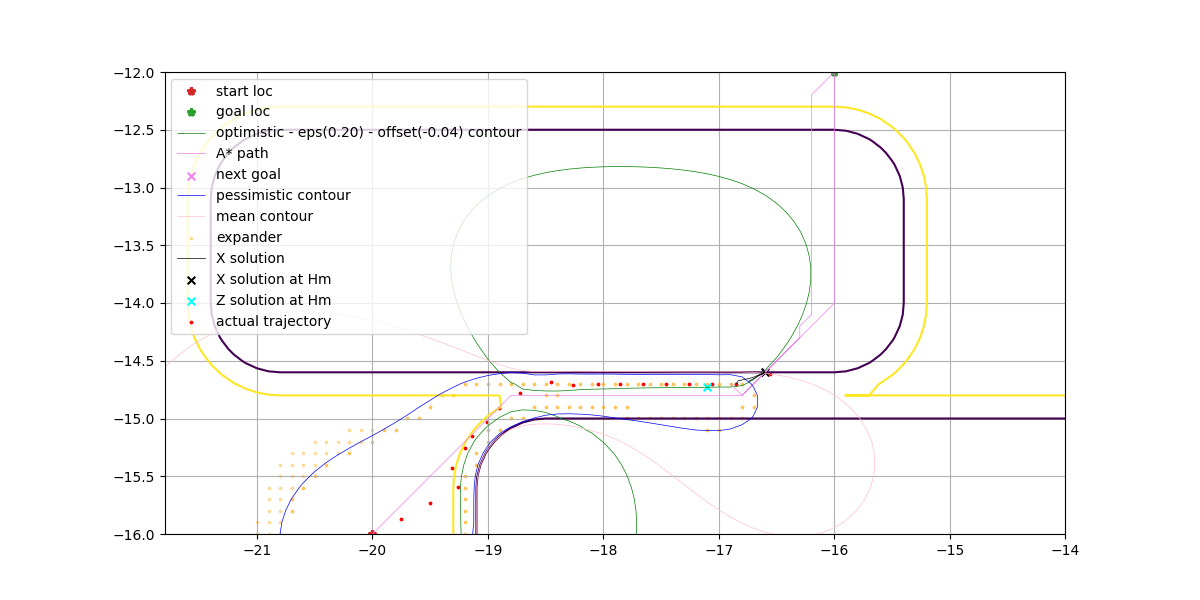 −12.0
−12.5
−13.0
−13.5
−14.0
−14.5
−15.0
−15.5
−16.0
start loc
goal loc
optimistic - eps(0.20) - offset(-0.04) contour
A* path
next goal
pessimistic contour
mean contour
expander
X solution
X solution at Hm
Z solution at Hm
actual trajectory
−21 −20 −19 −18 −17 −16 −15 −14